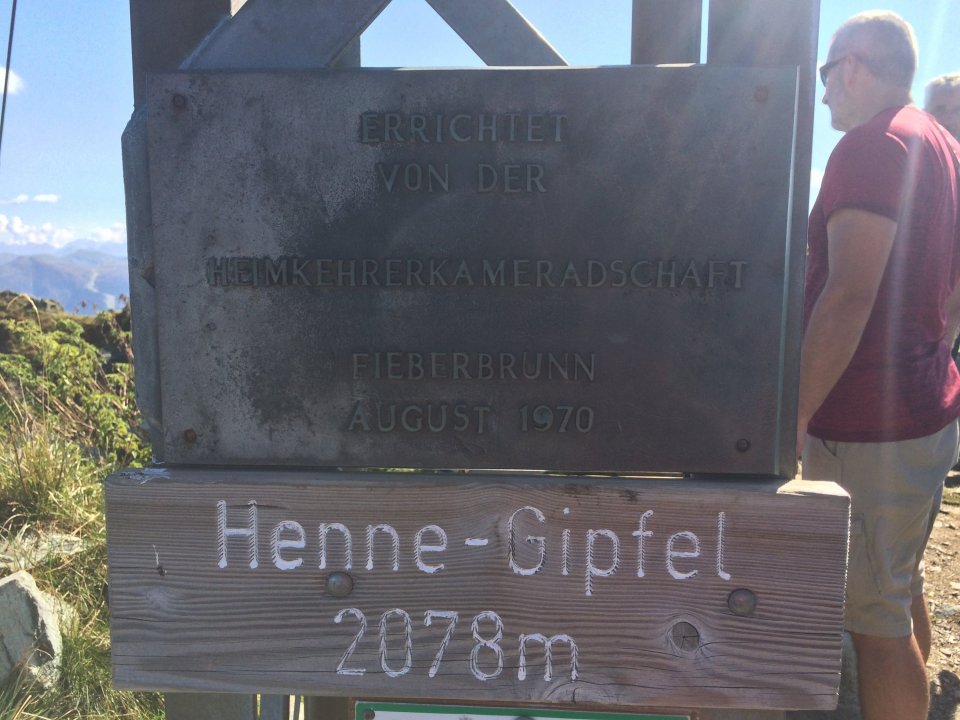 ERRICHTET
VON DER
HEIMKEHRERKAMERADSCHAFT
FIEBERBRUNN
AUGUST 1970
Henne-Gipfel
2078m